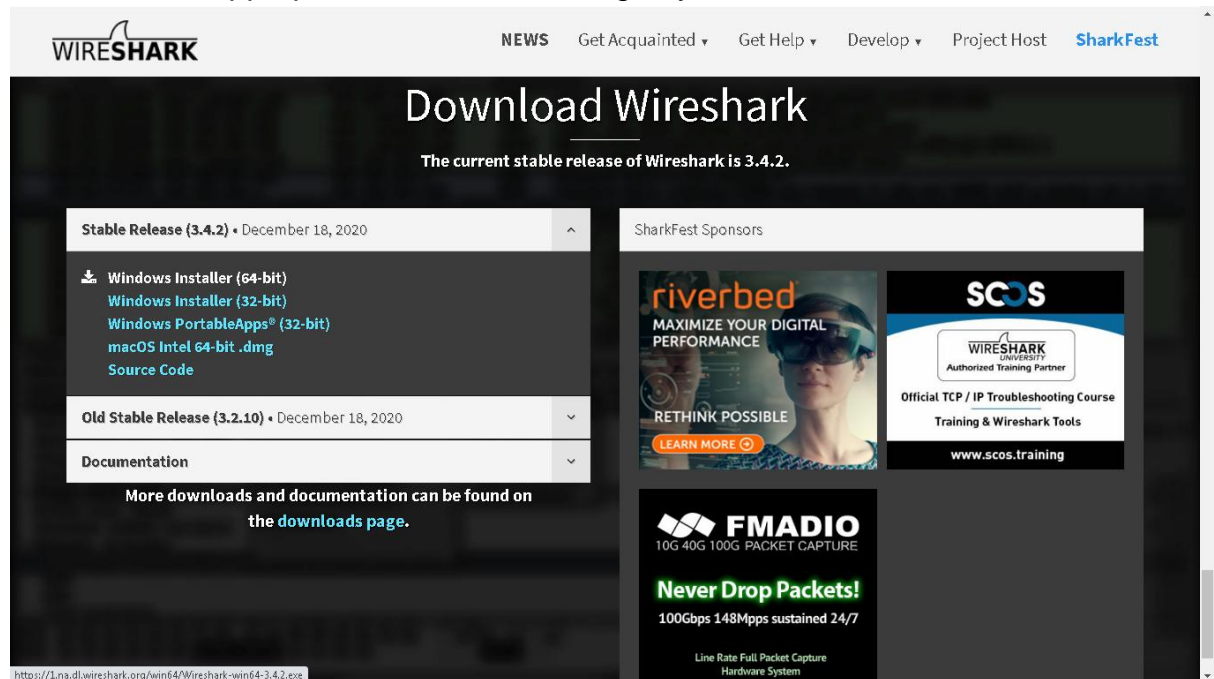 WIRESHARK
NEWS Get Acquainted ▾ Get Help ▾ Develop ▾ Project Host SharkFest
Download Wireshark
The current stable release of Wireshark is 3.4.2.
Stable Release (3.4.2) • December 18, 2020
Windows Installer (64-bit)
Windows Installer (32-bit)
Windows PortableApps® (32-bit)
macOS Intel 64-bit .dmg
Source Code
Old Stable Release (3.2.10) • December 18, 2020
Documentation
More downloads and documentation can be found on
the downloads page.
SharkFest Sponsors
riverbed
MAXIMIZE YOUR DIGITAL
PERFORMANCE
RETHINK POSSIBLE
LEARN MORE
SCOS
WIRESHARK
UNIVERSITY
Authorized Training Partner
Official TCP / IP Troubleshooting Course
Training & Wireshark Tools
www.scos.training
FMADIO
10G 40G 100G PACKET CAPTURE
Never Drop Packets!
100Gbps 148Mpps sustained 24/7
Line Rate Full Packet Capture
Hardware System
https://1.na.dl.wireshark.org/win64/Wireshark-win64-3.4.2.exe